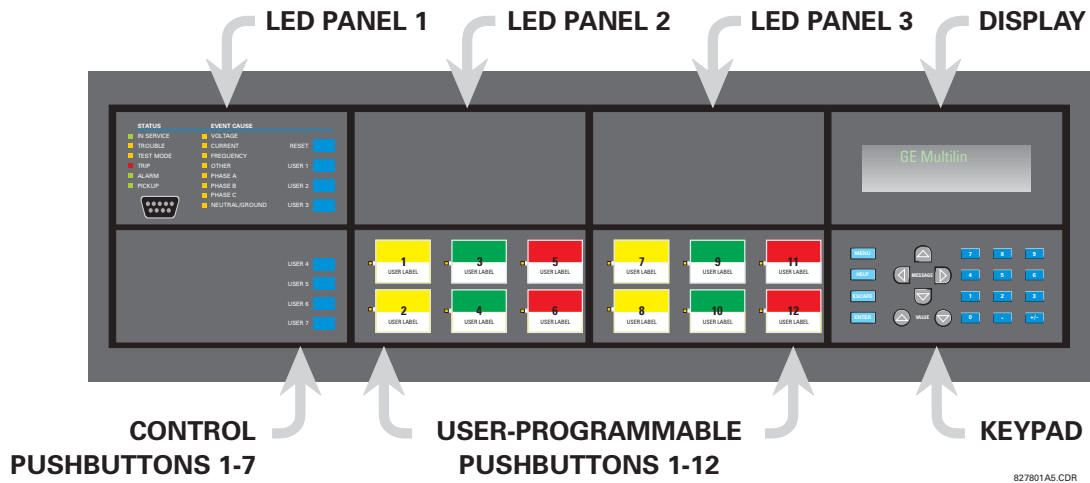 LED PANEL 1
LED PANEL 2
LED PANEL 3
DISPLAY
STATUS
IN SERVICE
TROUBLE
TEST MODE
TRIP
ALARM
PICKUP
EVENT CAUSE
VOLTAGE
CURRENT
FREQUENCY
OTHER
PHASE A
PHASE B
PHASE C
NEUTRAL/GROUND
RESET
USER 1
USER 2
USER 3
GE Multilin
USER 4
USER 5
USER 6
USER 7
1
USER LABEL
3
USER LABEL
5
USER LABEL
2
USER LABEL
4
USER LABEL
6
USER LABEL
7
USER LABEL
9
USER LABEL
11
USER LABEL
8
USER LABEL
10
USER LABEL
12
USER LABEL
MENU
HELP
ESCAPE
ENTER
MESSAGE
VALUE
7 8 9
4 5 6
1 2 3
0 . +/-
CONTROL
PUSHBUTTONS 1-7
USER-PROGRAMMABLE
PUSHBUTTONS 1-12
KEYPAD
827801A5.CDR